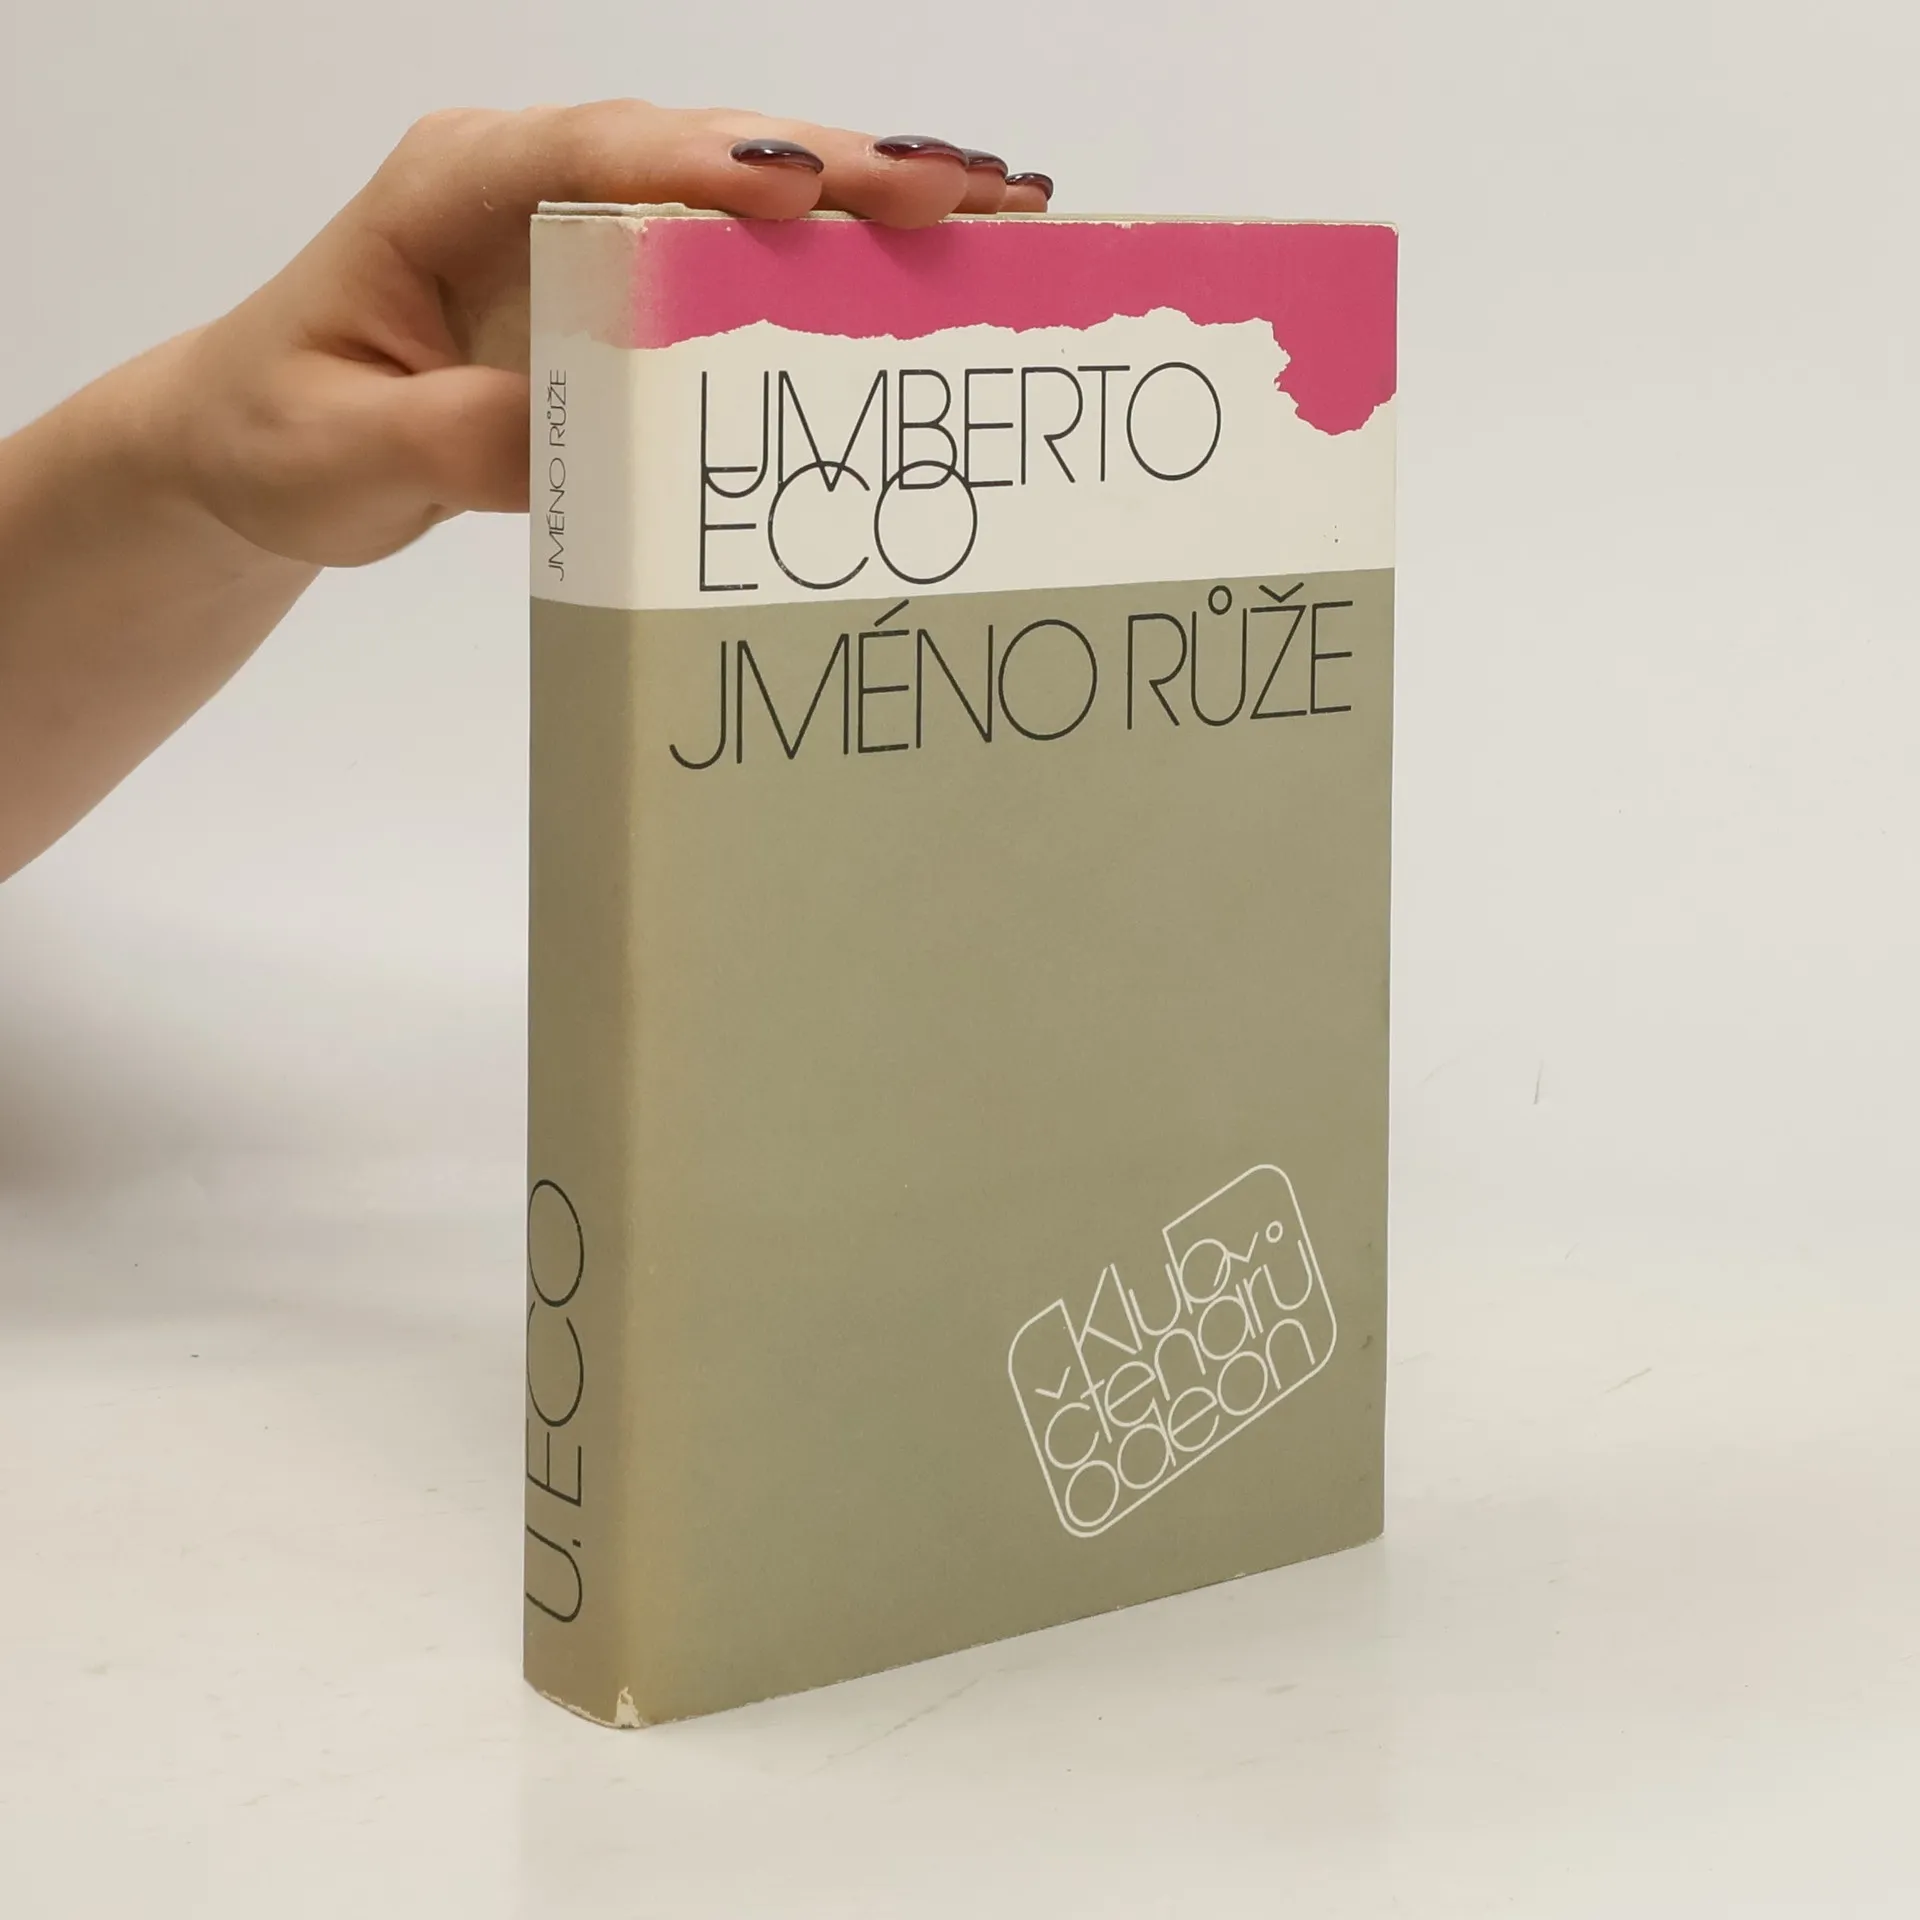 UMBERTO
ECO
JMÉNO RŮŽE
klub
čtenářů
odeon
JMÉNO RŮŽE
U. ECO